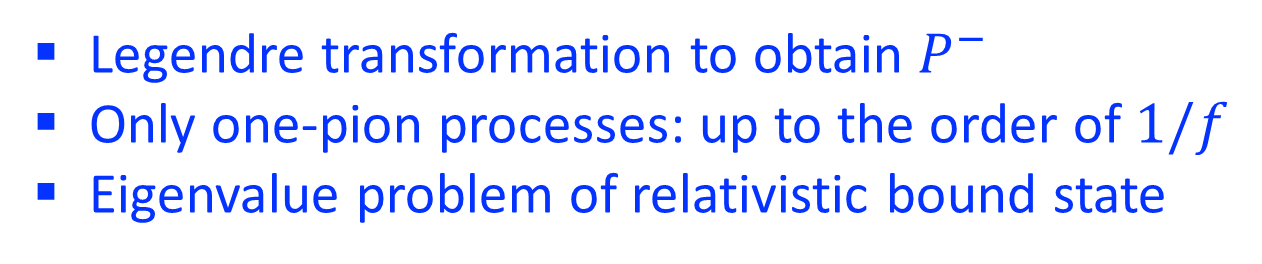 ▪ Legendre transformation to obtain P⁻
▪ Only one-pion processes: up to the order of 1/f
▪ Eigenvalue problem of relativistic bound state